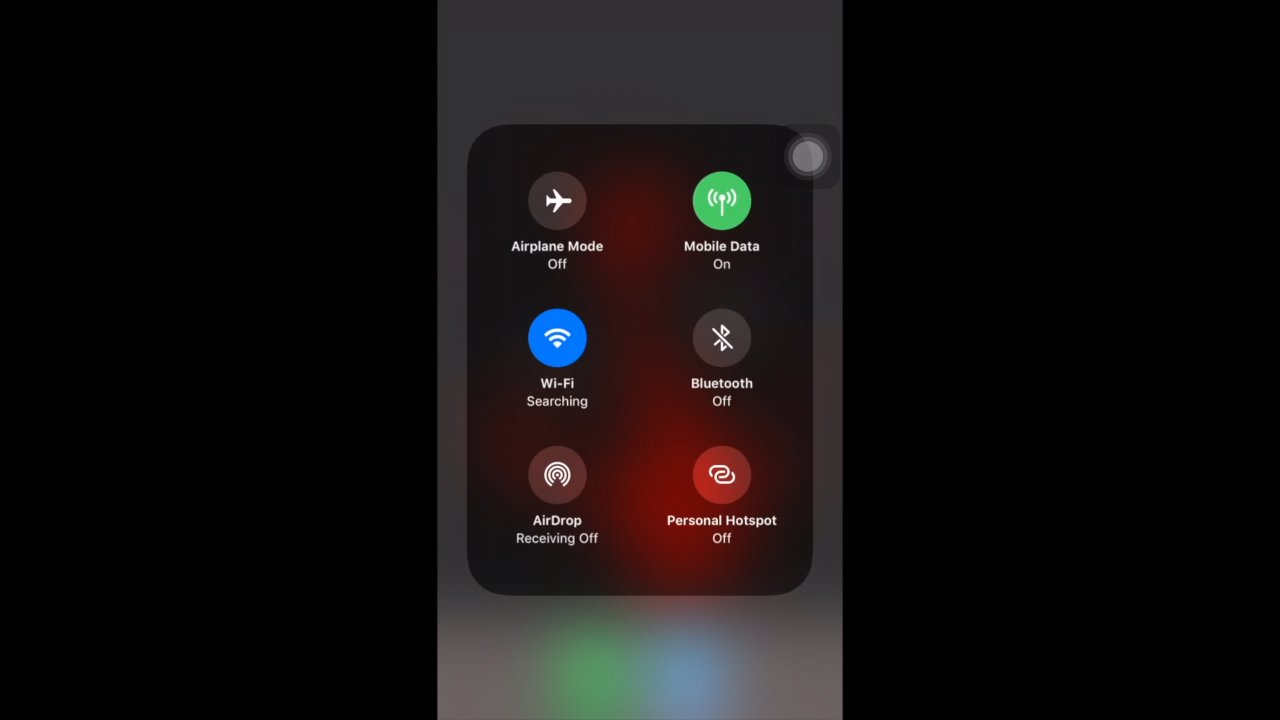 Airplane Mode
Off
Mobile Data
On
Wi-Fi
Searching
Bluetooth
Off
AirDrop
Receiving Off
Personal Hotspot
Off